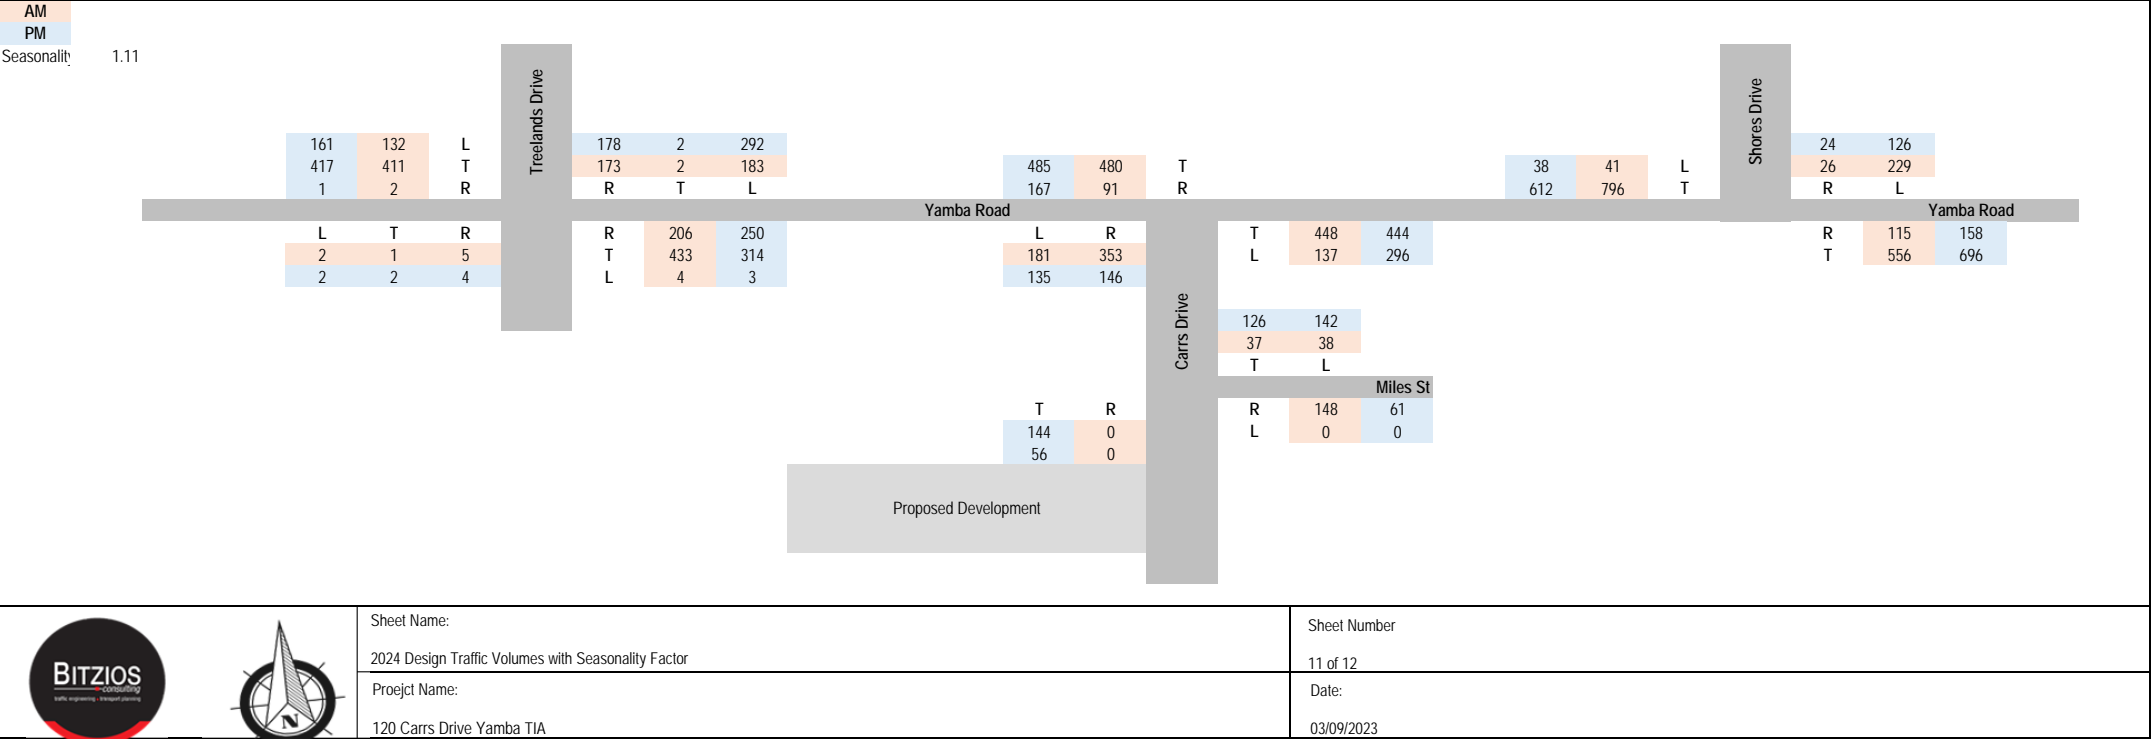 AM
PM
Seasonality 1.11
Treelands Drive
Shores Drive
161 132 L 178 2 292
24 126
417 411 T 173 2 183
485 480 T
38 41 L
26 229
1 2 R R T L
167 91 R
612 796 T
R L
Yamba Road
Yamba Road
L T R R 206 250
L R T 448 444
R 115 158
2 1 5 T 433 314
181 353 L 137 296
T 556 696
2 2 4 L 4 3
135 146
Carrs Drive
126 142
37 38
T L
Miles St
T R R 148 61
144 0 L 0 0
56 0
Proposed Development
BITZIOS
consulting
traffic engineering · transport planning
N
Sheet Name:
2024 Design Traffic Volumes with Seasonality Factor
Sheet Number
11 of 12
Proejct Name:
120 Carrs Drive Yamba TIA
Date:
03/09/2023